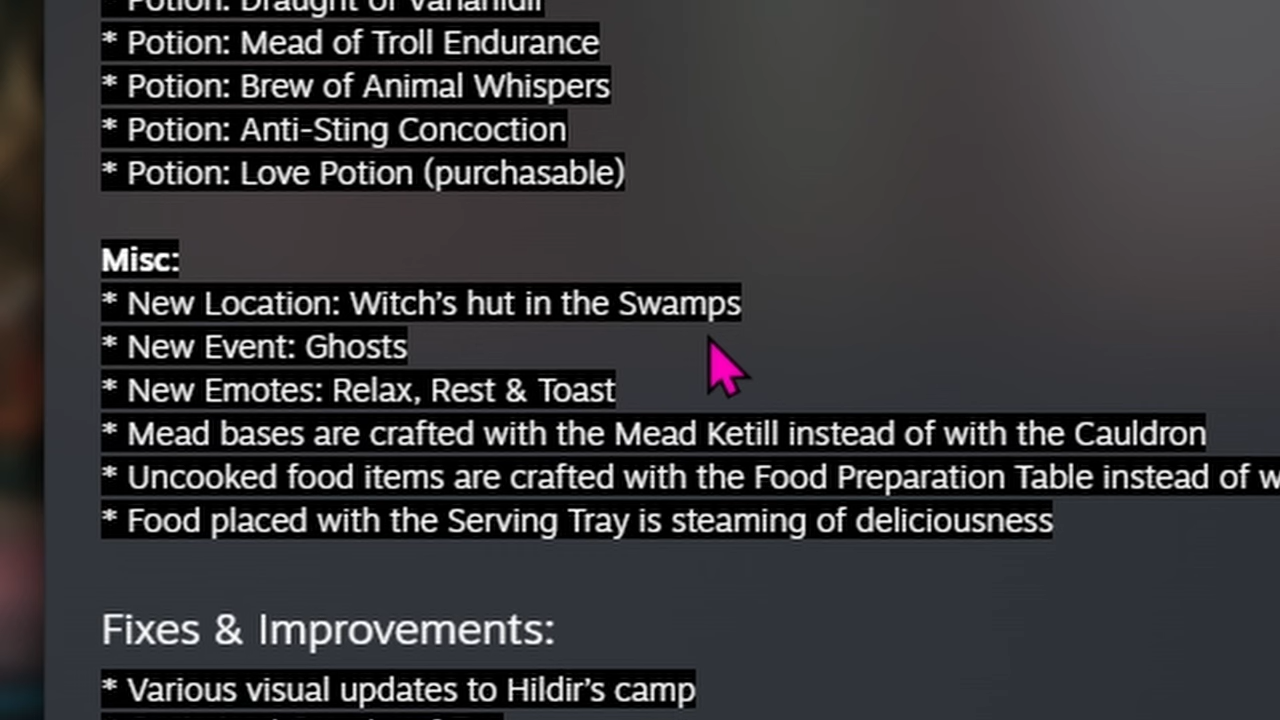 * Potion: Draught of Vananidir
* Potion: Mead of Troll Endurance
* Potion: Brew of Animal Whispers
* Potion: Anti-Sting Concoction
* Potion: Love Potion (purchasable)
Misc:
* New Location: Witch’s hut in the Swamps
* New Event: Ghosts
* New Emotes: Relax, Rest & Toast
* Mead bases are crafted with the Mead Ketill instead of with the Cauldron
* Uncooked food items are crafted with the Food Preparation Table instead of w
* Food placed with the Serving Tray is steaming of deliciousness
Fixes & Improvements:
* Various visual updates to Hildir’s camp